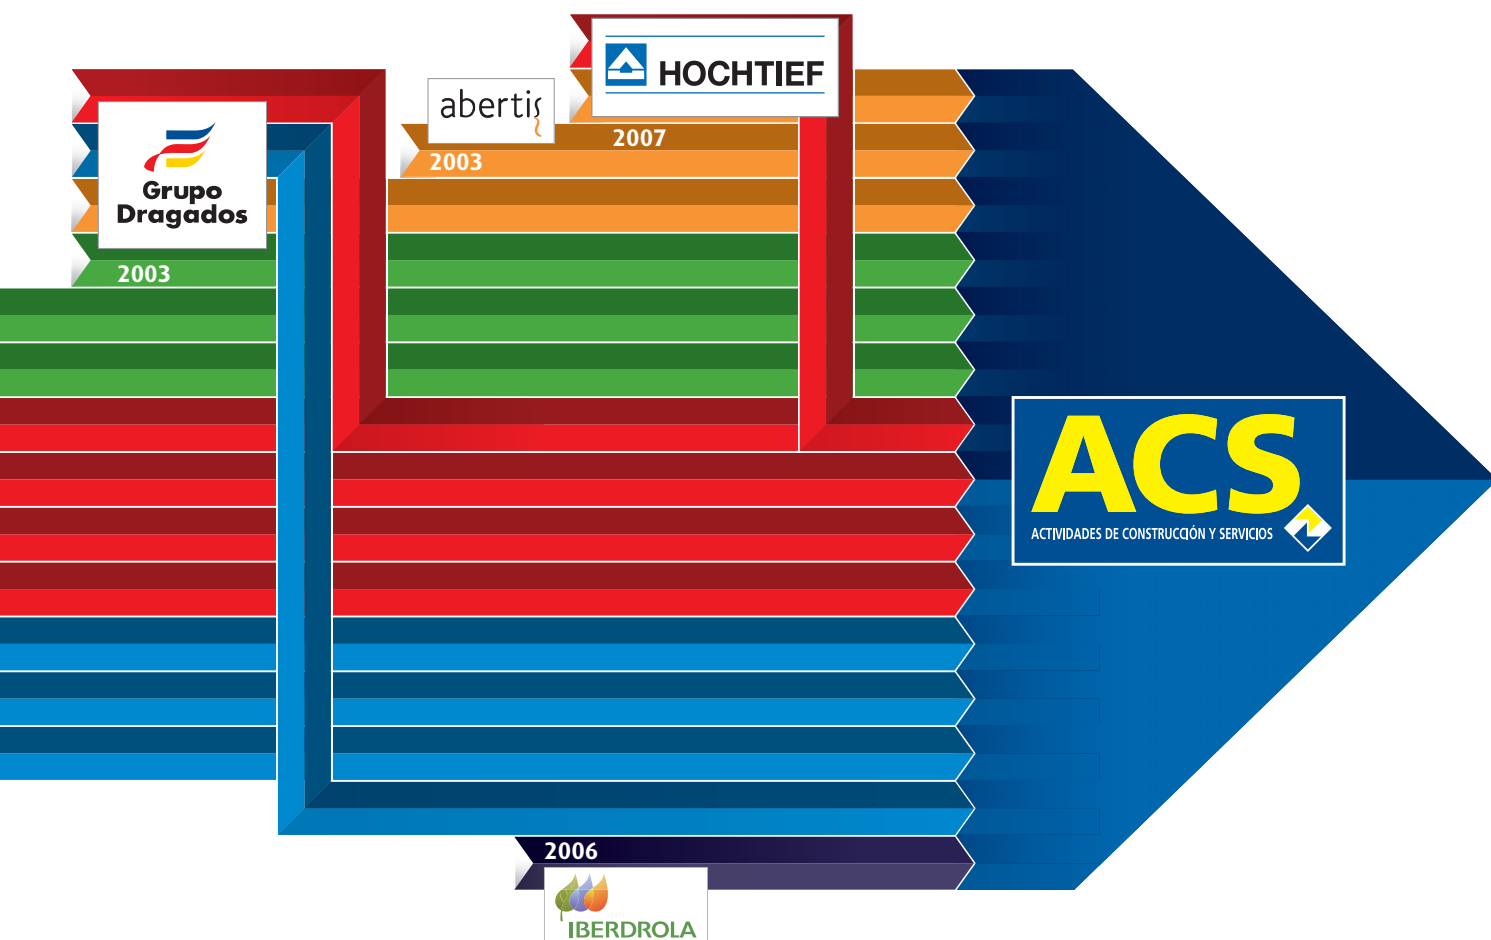 HOCHTIEF
abertis
2007
2003
Grupo
Dragados
2003
ACS
ACTIVIDADES DE CONSTRUCCIÓN Y SERVICIOS
2006
IBERDROLA